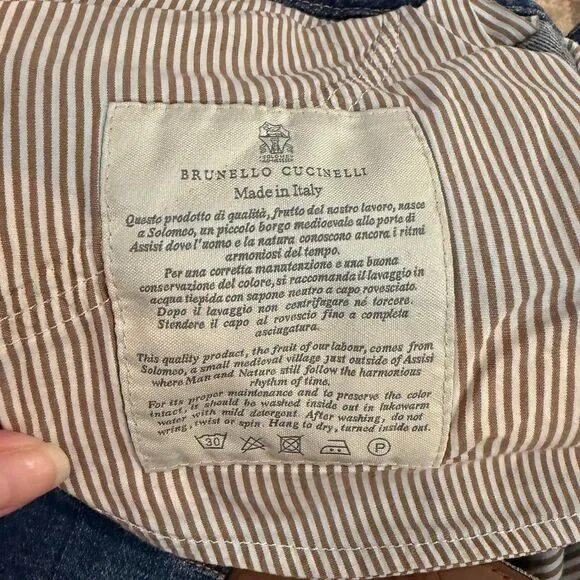 SOLOMEO
BRUNELLO CUCINELLI
Made in Italy
Questo prodotto di qualità, frutto del nostro lavoro, nasce
a Solomeo, un piccolo borgo medioevale alle porte di
Assisi dove l'uomo e la natura conoscono ancora i ritmi
armoniosi del tempo.
Per una corretta manutenzione e una buona
conservazione del colore, si raccomanda il lavaggio in
acqua tiepida con sapone neutro a capo rovesciato.
Dopo il lavaggio non centrifugare né torcere.
Stendere il capo al rovescio fino a completa
asciugatura.
This quality product, the fruit of our labour, comes from
Solomeo, a small medieval village just outside of Assisi
where Man and Nature still follow the harmonious
rhythm of time.
For its proper maintenance and to preserve the color
intact, it should be washed inside out in lukewarm
water with mild detergent. After washing, do not
wring, twist or spin. Hang to dry, turned inside out.
30 P